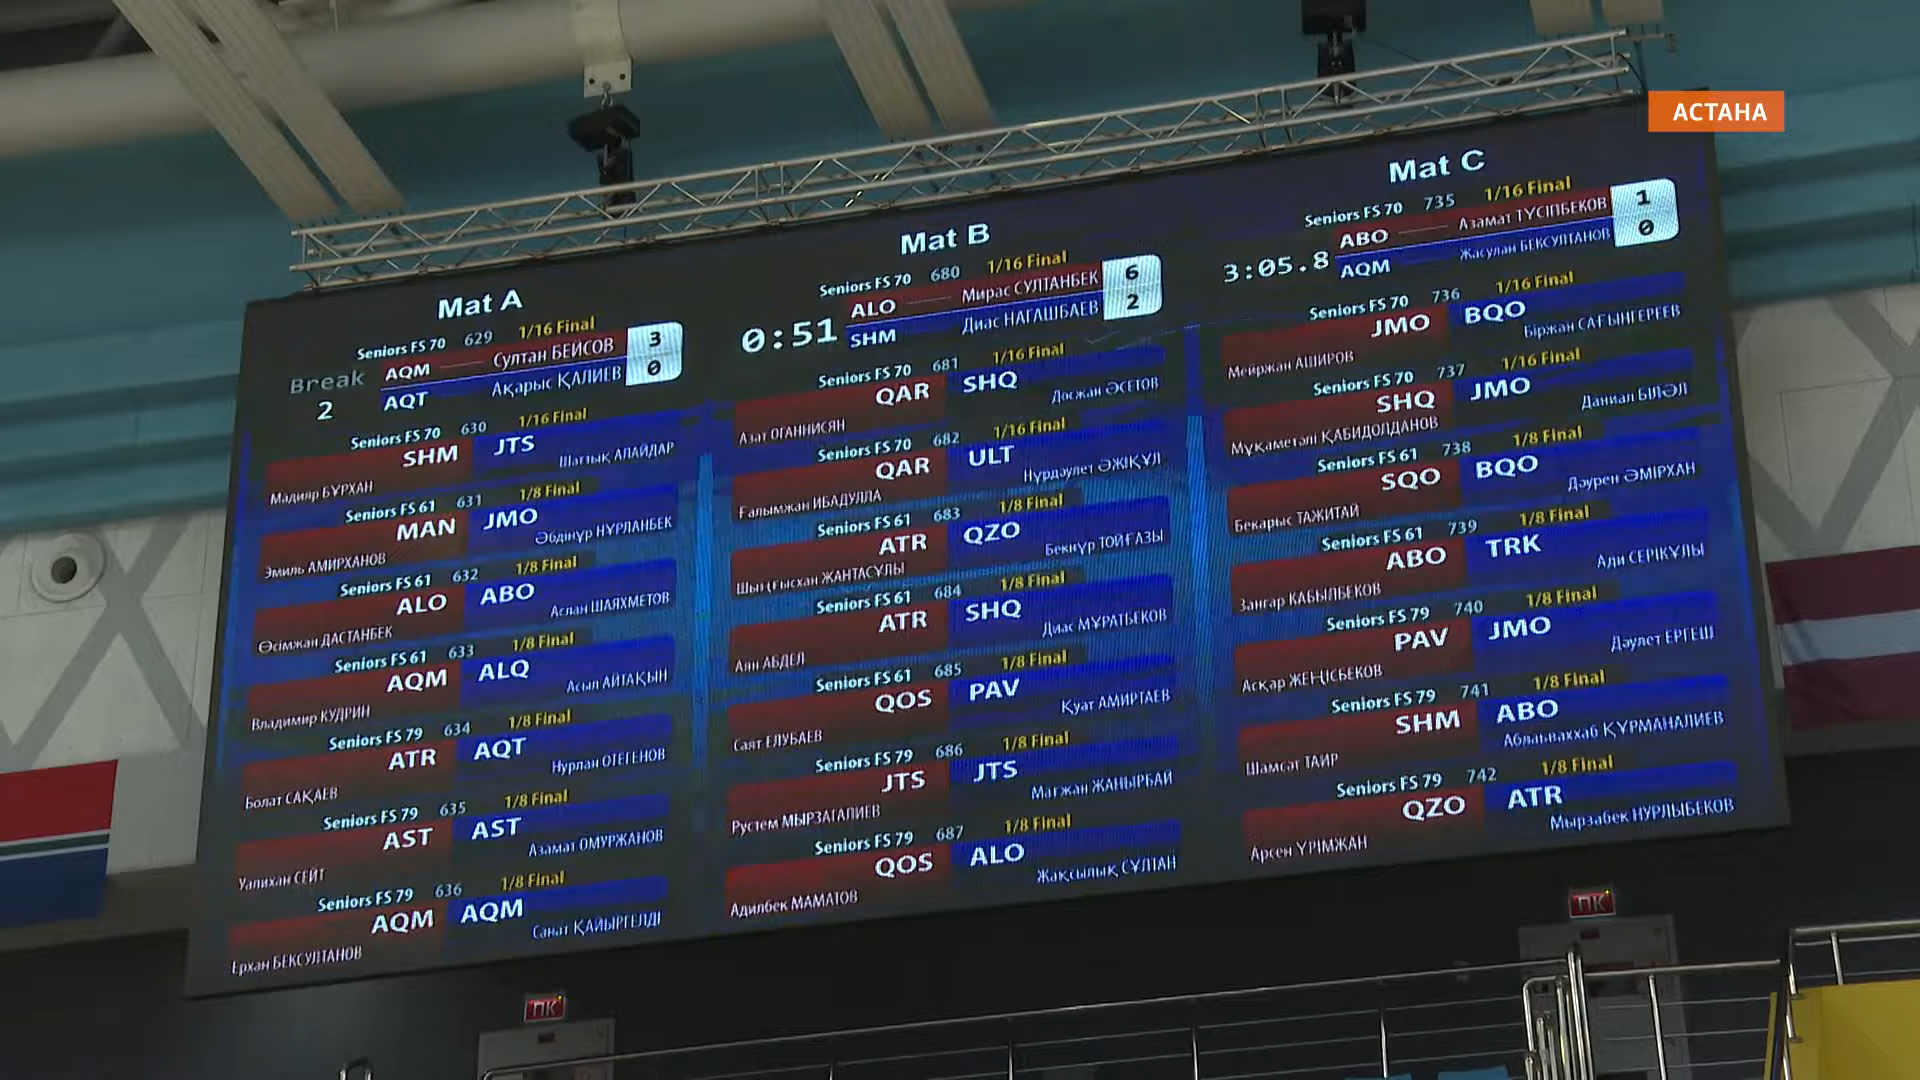 АСТАНА
Mat A
Seniors FS 70 629 1/16 Final
Break 2
AQM Султан БЕЙСОВ 3
AQT Ақарыс ҚАЛИЕВ 0
Seniors FS 70 630 1/16 Final
SHM JTS
Мадияр БҰРХАН Шаттық АЛАЙДАР
Seniors FS 61 631 1/8 Final
MAN JMO
Эмиль АМИРХАНОВ Әбдінұр НҰРЛАНБЕК
Seniors FS 61 632 1/8 Final
ALO ABO
Өсімжан ДАСТАНБЕК Аслан ШАЯХМЕТОВ
Seniors FS 61 633 1/8 Final
AQM ALQ
Владимир КУДРИН Асыл АЙТАҚЫН
Seniors FS 79 634 1/8 Final
ATR AQT
Болат САҚАЕВ Нурлан ӨТЕГЕНОВ
Seniors FS 79 635 1/8 Final
AST AST
Уалихан СЕЙТ Азамат ОМУРЖАНОВ
Seniors FS 79 636 1/8 Final
AQM AQM
Ерхан БЕКСУЛТАНОВ Санат ҚАЙЫРГЕЛДІ
Mat B
Seniors FS 70 680 1/16 Final
0:51
ALO Мирас СУЛТАНБЕК 6
SHM Диас НАГАШБАЕВ 2
Seniors FS 70 681 1/16 Final
QAR SHQ
Азат ОГАННИСЯН Досжан ӘСЕТОВ
Seniors FS 70 682 1/16 Final
QAR ULT
Ғалымжан ИБАДУЛЛА Нұрдәулет ӘЖІҚҰЛ
Seniors FS 61 683 1/8 Final
ATR QZO
Шыңғысхан ЖАНТАСҰЛЫ Бекнұр ТОЙҒАЗЫ
Seniors FS 61 684 1/8 Final
ATR SHQ
Аян АБДЕЛ Диас МҰРАТБЕКОВ
Seniors FS 61 685 1/8 Final
QOS PAV
Саят ЕЛУБАЕВ Қуат АМИРТАЕВ
Seniors FS 79 686 1/8 Final
JTS JTS
Рустем МЫРЗАГАЛИЕВ Мағжан ЖАҢЫРБАЙ
Seniors FS 79 687 1/8 Final
QOS ALO
Адилбек МАМАТОВ Жақсылық СҰЛТАН
Mat C
Seniors FS 70 735 1/16 Final
3:05.8
ABO Азамат ТҮСІПБЕКОВ 1
AQM Жасулан БЕКСУЛТАНОВ 0
Seniors FS 70 736 1/16 Final
JMO BQO
Мейржан АШИРОВ Біржан САҒЫНГЕРЕЕВ
Seniors FS 70 737 1/16 Final
SHQ JMO
Мұқаметәлі ҚАБИДОЛДАНОВ Даниал БІЛӘЛ
Seniors FS 61 738 1/8 Final
SQO BQO
Бекарыс ТАЖИТАЙ Дәурен ӘМІРХАН
Seniors FS 61 739 1/8 Final
ABO TRK
Зангар КАБЫЛБЕКОВ Ади СЕРІКҰЛЫ
Seniors FS 79 740 1/8 Final
PAV JMO
Асқар ЖЕҢІСБЕКОВ Дәулет ЕРГЕШ
Seniors FS 79 741 1/8 Final
SHM ABO
Шамсат ТАИР Абдаъваххаб ҚҰРМАНАЛИЕВ
Seniors FS 79 742 1/8 Final
QZO ATR
Арсен ҮРІМЖАН Мырзабек НУРЛЫБЕКОВ
ПК
ПК